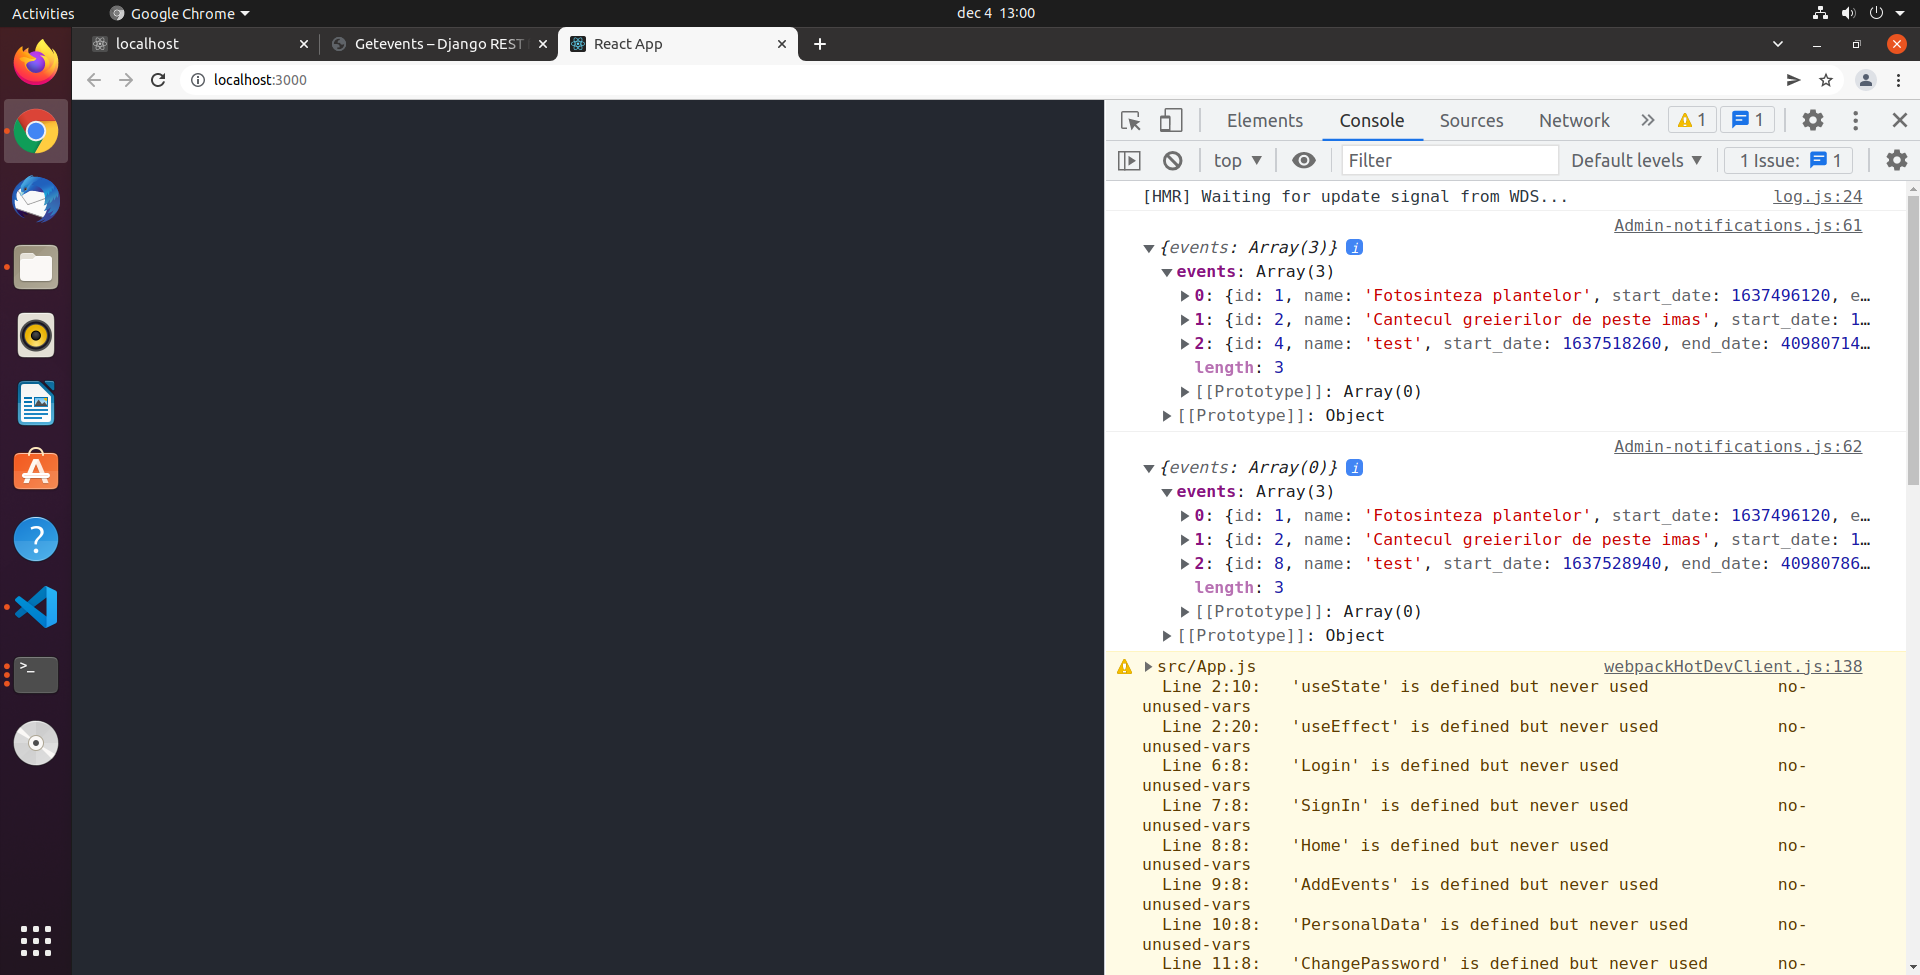 Activities
Google Chrome
dec 4 13:00
localhost
Getevents – Django REST
React App
localhost:3000
Elements
Console
Sources
Network
1
1
top
Filter
Default levels
1 Issue:
1
[HMR] Waiting for update signal from WDS...
log.js:24
Admin-notifications.js:61
{events: Array(3)}
events: Array(3)
0: {id: 1, name: 'Fotosinteza plantelor', start_date: 1637496120, e…
1: {id: 2, name: 'Cantecul greierilor de peste imas', start_date: 1…
2: {id: 4, name: 'test', start_date: 1637518260, end_date: 40980714…
length: 3
[[Prototype]]: Array(0)
[[Prototype]]: Object
Admin-notifications.js:62
{events: Array(0)}
events: Array(3)
0: {id: 1, name: 'Fotosinteza plantelor', start_date: 1637496120, e…
1: {id: 2, name: 'Cantecul greierilor de peste imas', start_date: 1…
2: {id: 8, name: 'test', start_date: 1637528940, end_date: 40980786…
length: 3
[[Prototype]]: Array(0)
[[Prototype]]: Object
src/App.js
webpackHotDevClient.js:138
Line 2:10: 'useState' is defined but never used no-
unused-vars
Line 2:20: 'useEffect' is defined but never used no-
unused-vars
Line 6:8: 'Login' is defined but never used no-
unused-vars
Line 7:8: 'SignIn' is defined but never used no-
unused-vars
Line 8:8: 'Home' is defined but never used no-
unused-vars
Line 9:8: 'AddEvents' is defined but never used no-
unused-vars
Line 10:8: 'PersonalData' is defined but never used no-
unused-vars
Line 11:8: 'ChangePassword' is defined but never used no-